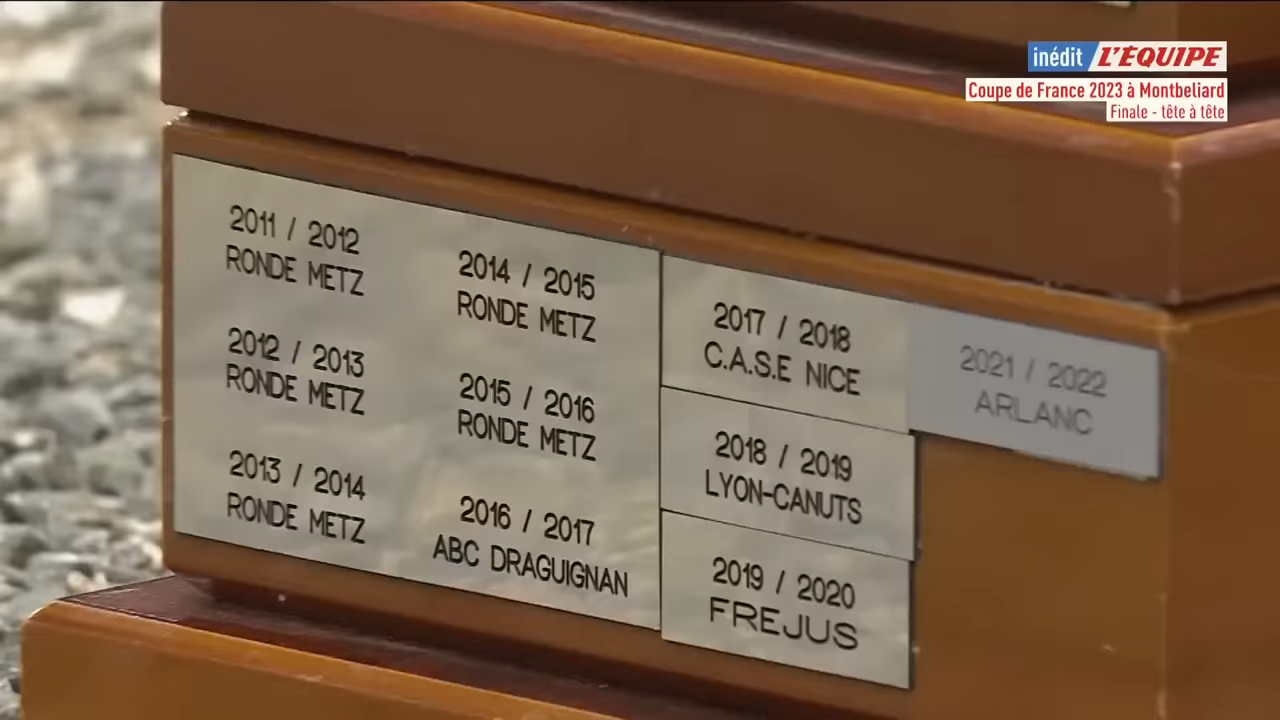 inédit L'ÉQUIPE
Coupe de France 2023 à Montbeliard
Finale - tête à tête
2011 / 2012
RONDE METZ
2012 / 2013
RONDE METZ
2013 / 2014
RONDE METZ
2014 / 2015
RONDE METZ
2015 / 2016
RONDE METZ
2016 / 2017
ABC DRAGUIGNAN
2017 / 2018
C.A.S.E NICE
2018 / 2019
LYON-CANUTS
2019 / 2020
FREJUS
2021 / 2022
ARLANC